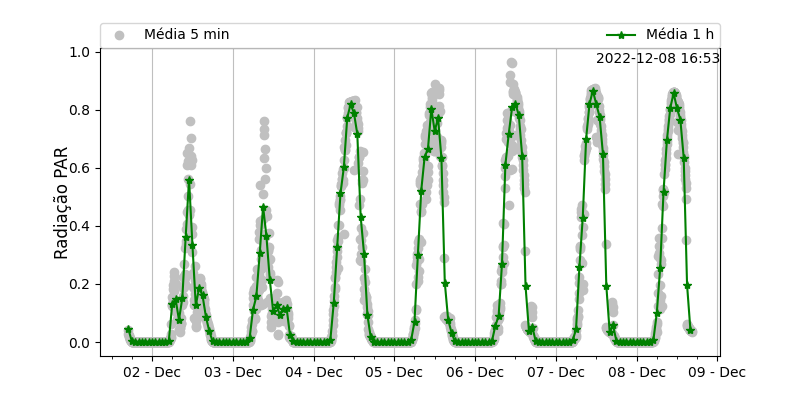 Média 5 min
Média 1 h
2022-12-08 16:53
Radiação PAR
1.0
0.8
0.6
0.4
0.2
0.0
02 - Dec
03 - Dec
04 - Dec
05 - Dec
06 - Dec
07 - Dec
08 - Dec
09 - Dec